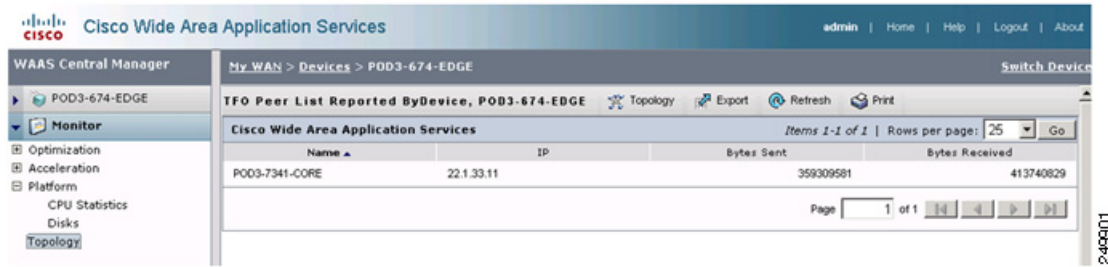 CISCO Cisco Wide Area Application Services admin | Home | Help | Logout | About
WAAS Central Manager
My WAN > Devices > POD3-674-EDGE Switch Device
POD3-674-EDGE
TFO Peer List Reported ByDevice, POD3-674-EDGE Topology Export Refresh Print
Monitor
Cisco Wide Area Application Services Items 1-1 of 1 | Rows per page: 25 Go
Optimization
Acceleration
Platform
CPU Statistics
Disks
Topology
Name IP Bytes Sent Bytes Received
POD3-7341-CORE 22.1.33.11 359309581 413740829
Page 1 of 1
249901